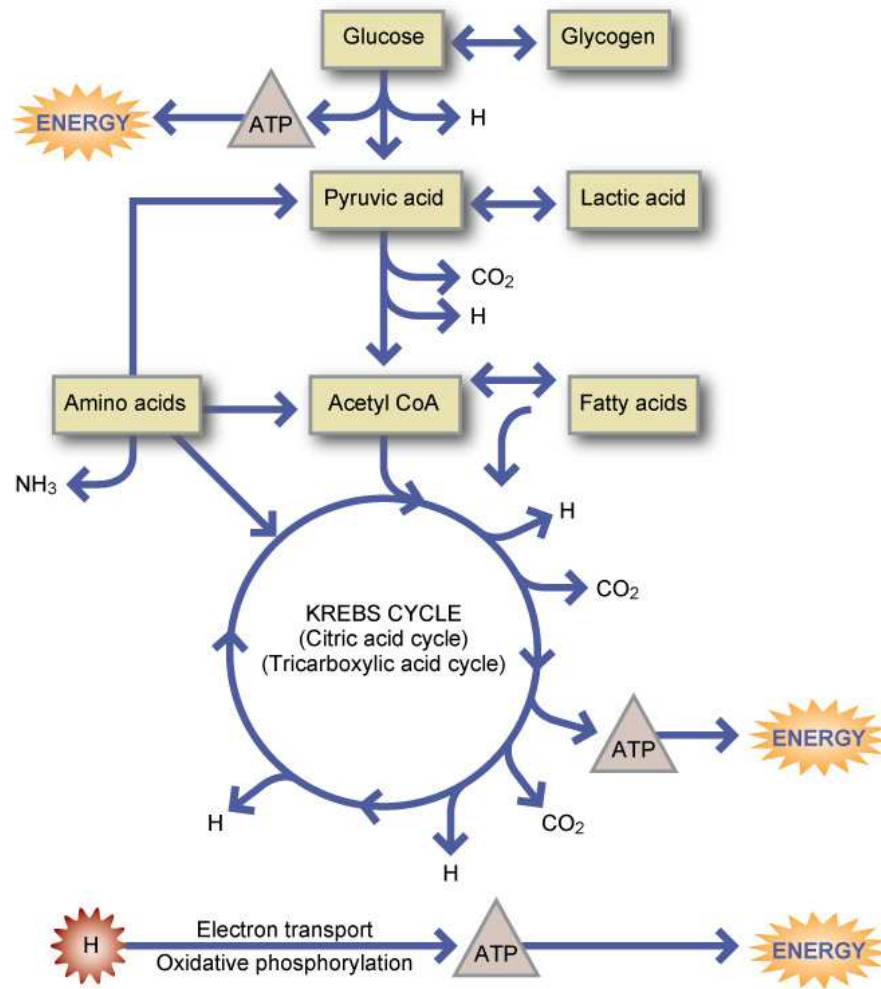 Glucose
Glycogen
ENERGY
ATP
H
Pyruvic acid
Lactic acid
CO₂
H
Amino acids
Acetyl CoA
Fatty acids
NH₃
H
CO₂
KREBS CYCLE
(Citric acid cycle)
(Tricarboxylic acid cycle)
ATP
ENERGY
H
CO₂
H
H
Electron transport
Oxidative phosphorylation
ATP
ENERGY